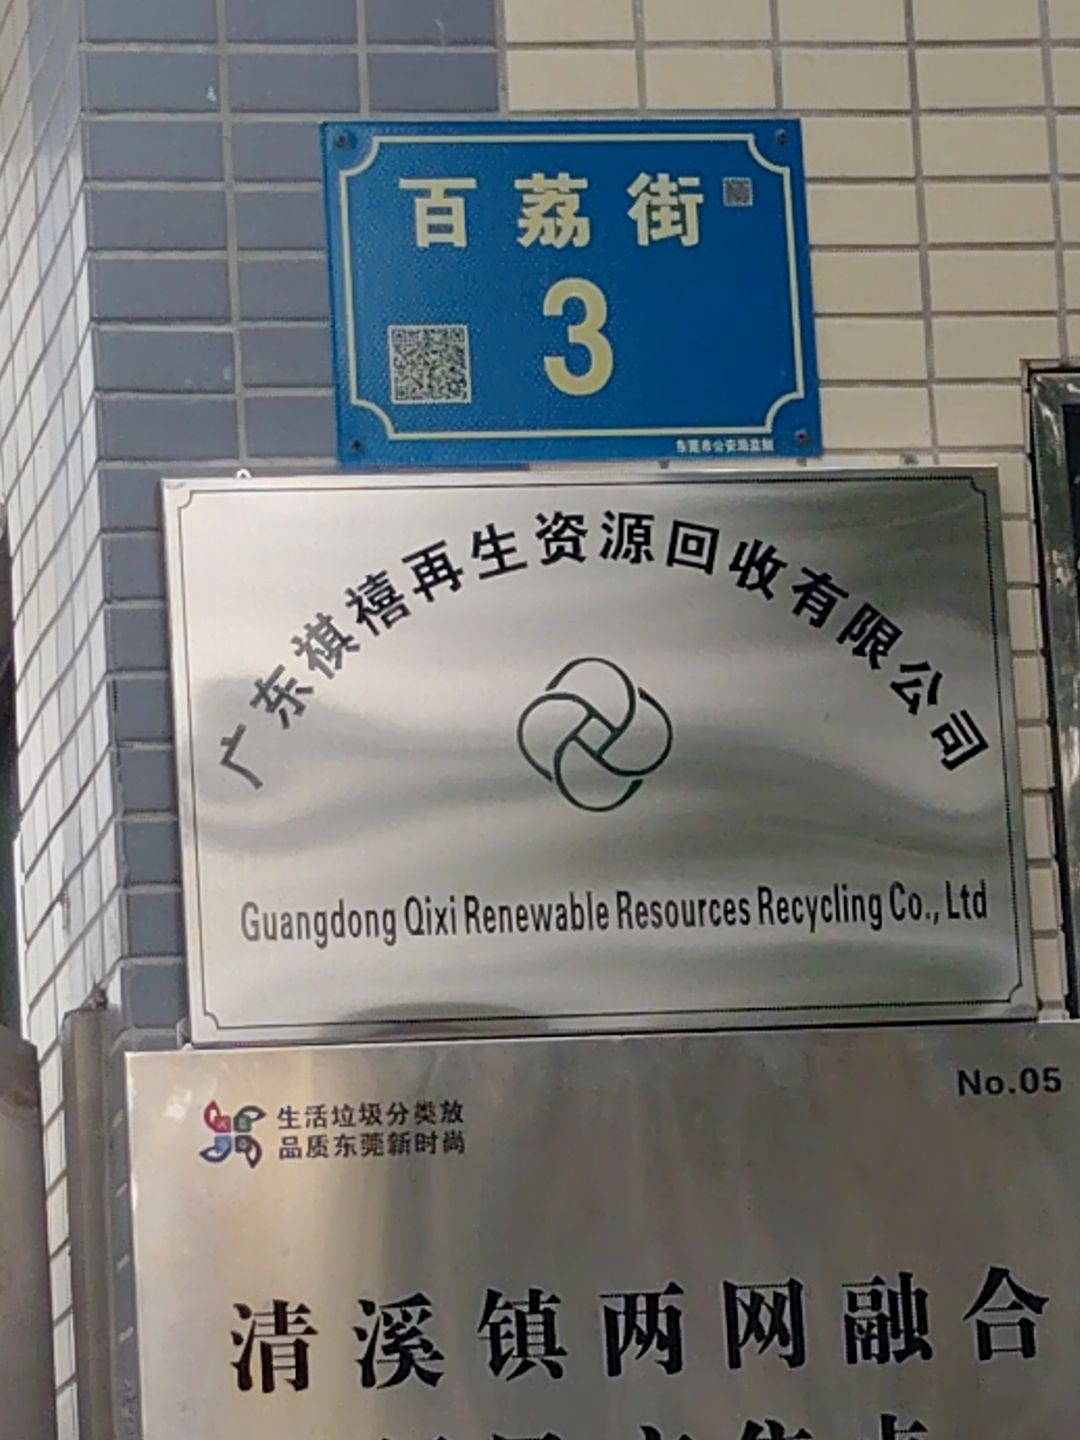 百荔街
3
东莞市公安局监制
广东祺禧再生资源回收有限公司
Guangdong Qixi Renewable Resources Recycling Co., Ltd
No.05
生活垃圾分类放
品质东莞新时尚
清溪镇两网融合